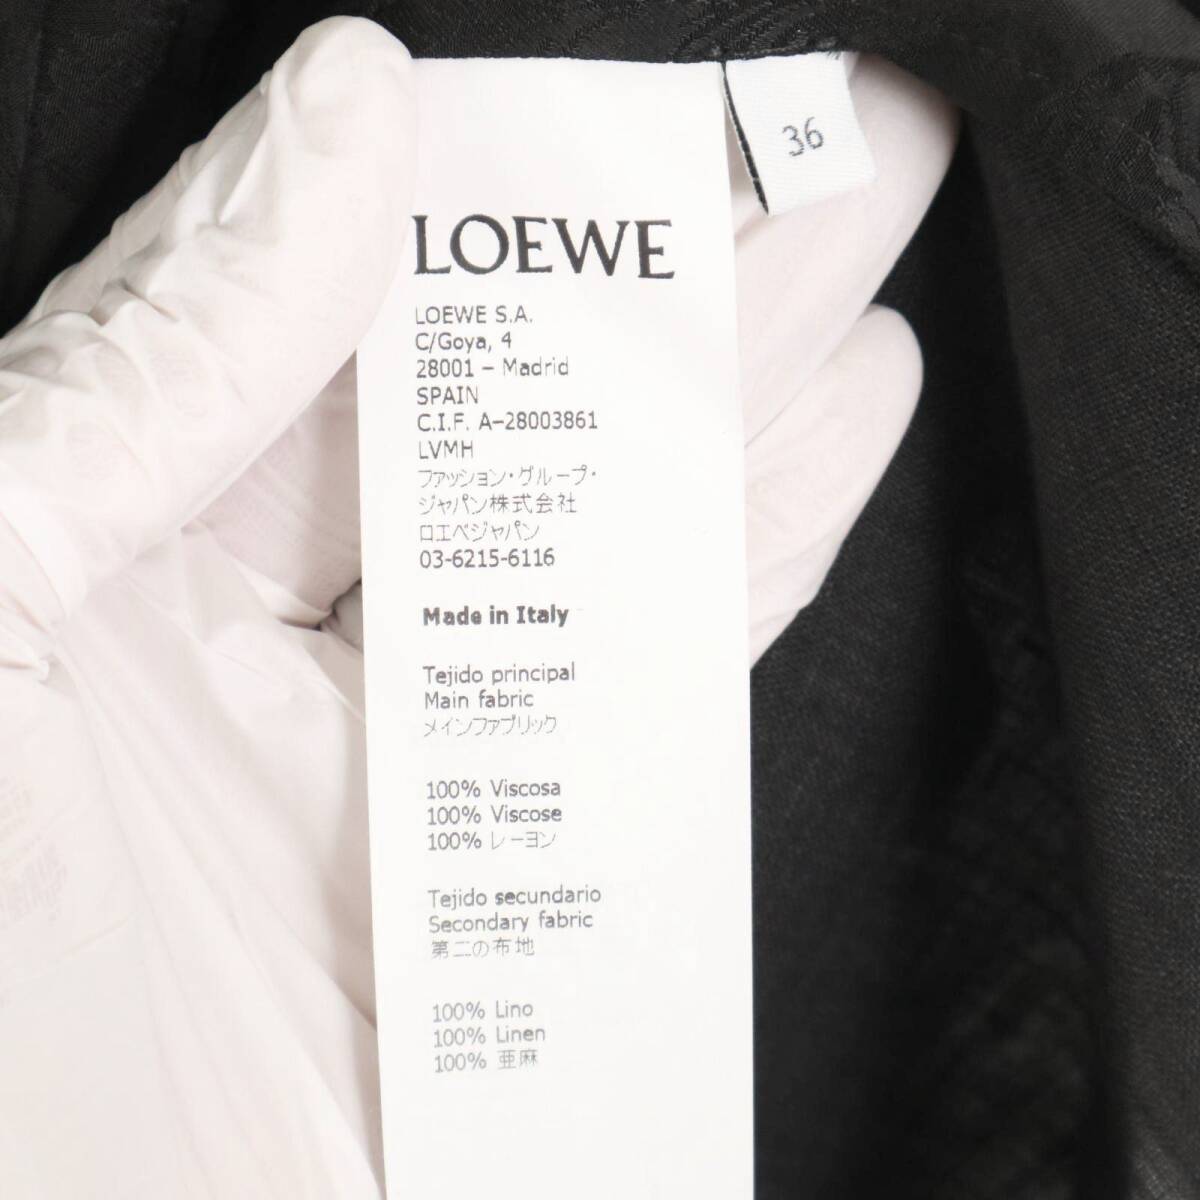 36
LOEWE
LOEWE S.A.
C/Goya, 4
28001 – Madrid
SPAIN
C.I.F. A–28003861
LVMH
ファッション・グループ・
ジャパン株式会社
ロエベジャパン
03-6215-6116
Made in Italy
Tejido principal
Main fabric
メインファブリック
100% Viscosa
100% Viscose
100% レーヨン
Tejido secundario
Secondary fabric
第二の布地
100% Lino
100% Linen
100% 亜麻